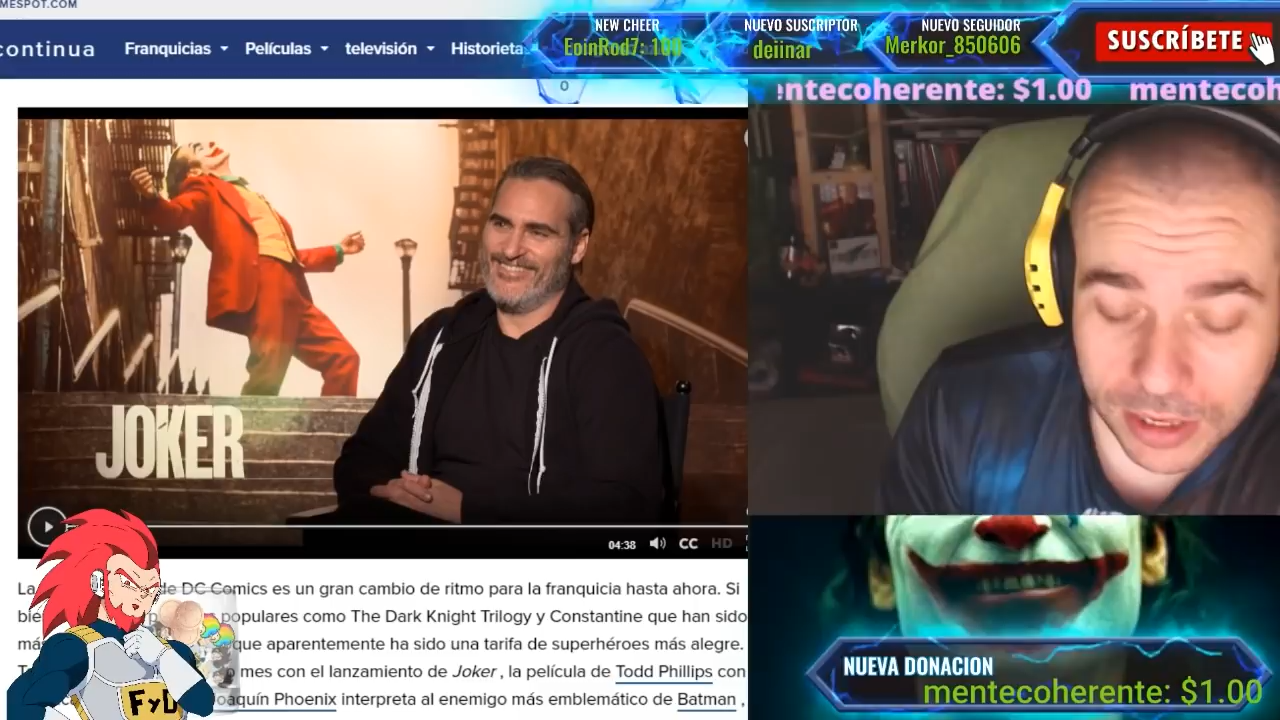 MESPOT.COM
continua
Franquicias
Películas
televisión
Historieta
NEW CHEER
EoinRod7: 100
NUEVO SUSCRIPTOR
deiinar
NUEVO SEGUIDOR
Merkor_850606
SUSCRÍBETE
0
ntecoherente: $1.00 mentecoh
JOKER
04:38
CC
HD
La de DC Comics es un gran cambio de ritmo para la franquicia hasta ahora. Si
bie populares como The Dark Knight Trilogy y Constantine que han sido
má que aparentemente ha sido una tarifa de superhéroes más alegre.
T mes con el lanzamiento de Joker , la película de Todd Phillips con
oaquín Phoenix interpreta al enemigo más emblemático de Batman ,
FyD
NUEVA DONACION
mentecoherente: $1.00